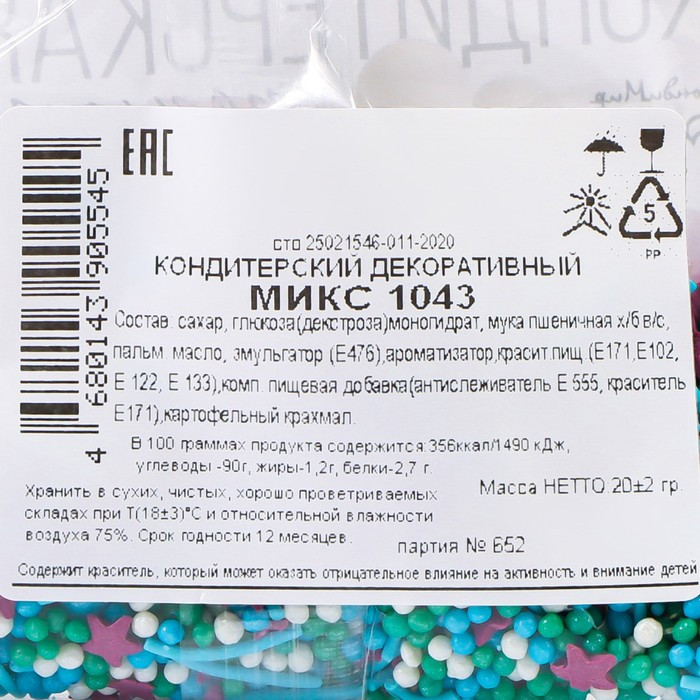 КОНДИТЕРСКАЯ
ЕАС
сто 25021546-011-2020
КОНДИТЕРСКИЙ ДЕКОРАТИВНЫЙ
МИКС 1043
Состав: сахар, глюкоза(декстроза)моногидрат, мука пшеничная х/б в/с,
пальм. масло, эмульгатор (Е476),ароматизатор,красит.пищ (Е171,Е102,
Е 122, Е 133),комп. пищевая добавка(антислеживатель Е 555, краситель
Е171),картофельный крахмал.
В 100 граммах продукта содержится:356ккал/1490 кДж,
углеводы -90г, жиры-1,2г, белки-2,7 г.
Хранить в сухих, чистых, хорошо проветриваемых
складах при Т(18±3)°С и относительной влажности
воздуха 75%. Срок годности 12 месяцев.
Масса НЕТТО:20±2 гр.
партия № 652
Содержит краситель, который может оказать отрицательное влияние на активность и внимание детей
4 680143 905545
5
PP